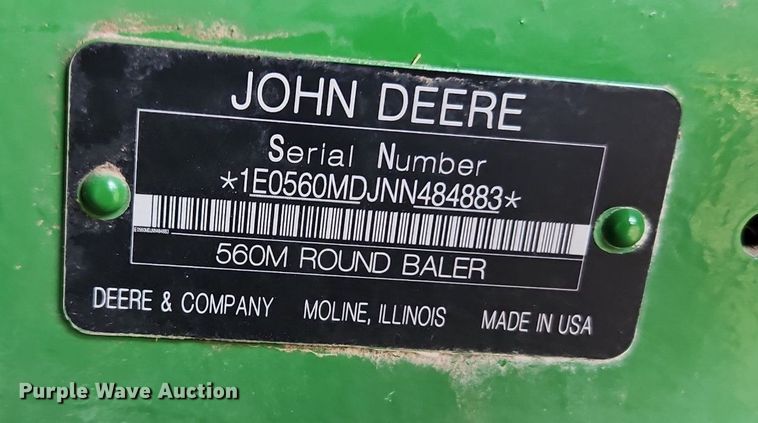 JOHN DEERE
Serial Number
*1E0560MDJNN484883*
560M ROUND BALER
DEERE & COMPANY MOLINE, ILLINOIS MADE IN USA
Purple Wave Auction